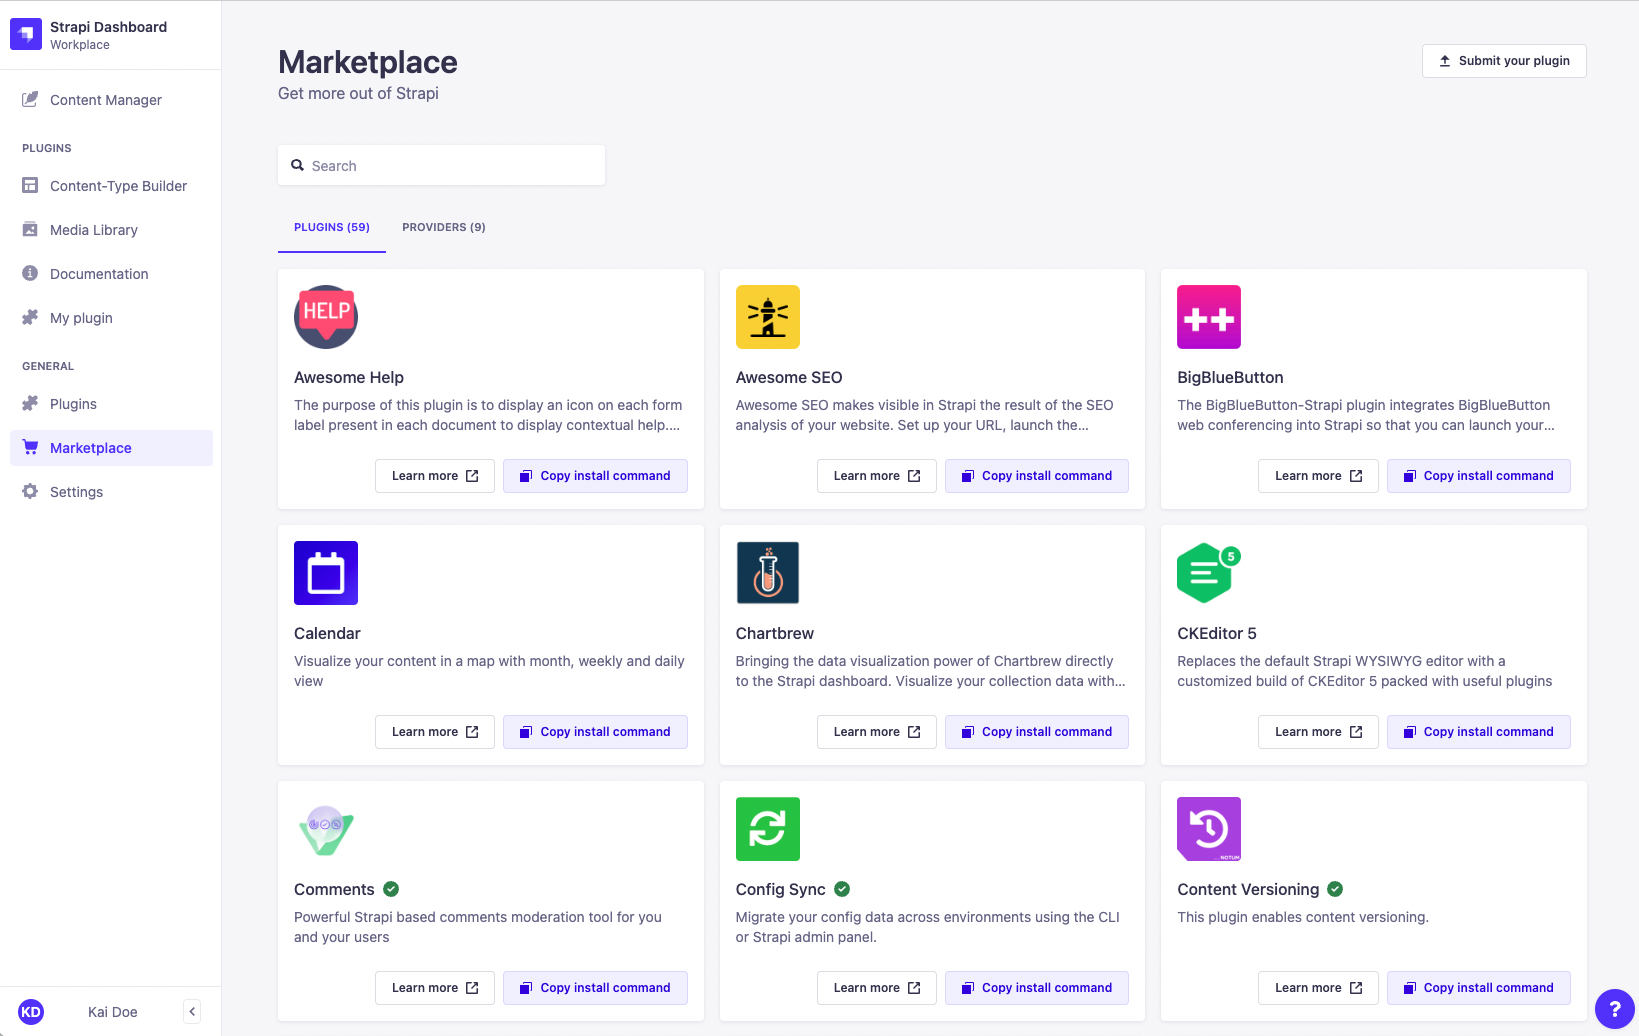 Strapi Dashboard
Workplace
Content Manager
PLUGINS
Content-Type Builder
Media Library
Documentation
My plugin
GENERAL
Plugins
Marketplace
Settings
KD
Kai Doe
Marketplace
Get more out of Strapi
Submit your plugin
Search
PLUGINS (59)
PROVIDERS (9)
HELP
Awesome Help
The purpose of this plugin is to display an icon on each form
label present in each document to display contextual help....
Learn more
Copy install command
Awesome SEO
Awesome SEO makes visible in Strapi the result of the SEO
analysis of your website. Set up your URL, launch the...
Learn more
Copy install command
++
BigBlueButton
The BigBlueButton-Strapi plugin integrates BigBlueButton
web conferencing into Strapi so that you can launch your...
Learn more
Copy install command
Calendar
Visualize your content in a map with month, weekly and daily
view
Learn more
Copy install command
Chartbrew
Bringing the data visualization power of Chartbrew directly
to the Strapi dashboard. Visualize your collection data with...
Learn more
Copy install command
5
CKEditor 5
Replaces the default Strapi WYSIWYG editor with a
customized build of CKEditor 5 packed with useful plugins
Learn more
Copy install command
Comments
Powerful Strapi based comments moderation tool for you
and your users
Learn more
Copy install command
Config Sync
Migrate your config data across environments using the CLI
or Strapi admin panel.
Learn more
Copy install command
NOTUM
Content Versioning
This plugin enables content versioning.
Learn more
Copy install command
?